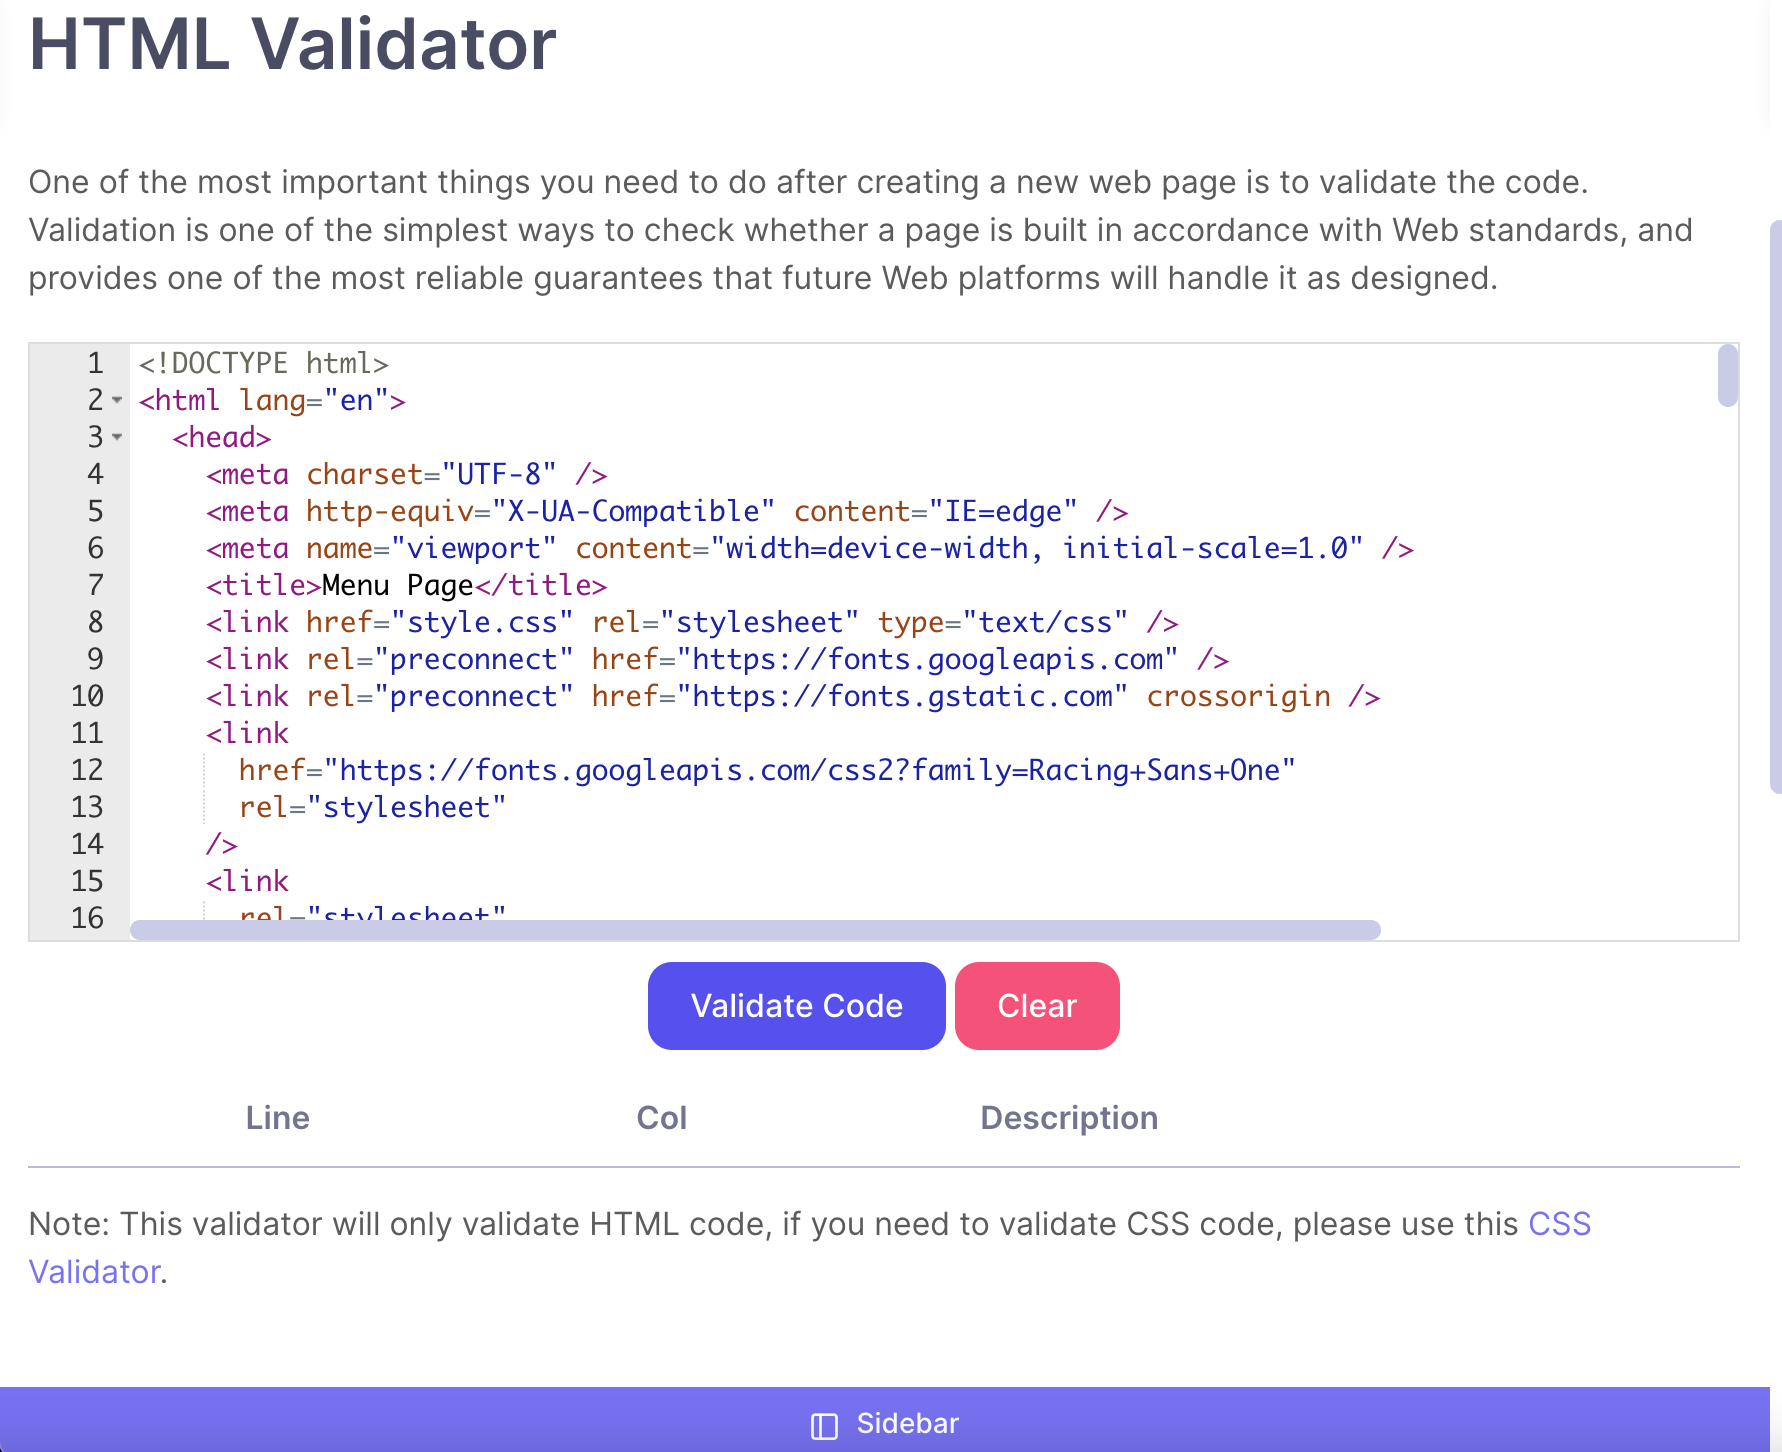 HTML Validator
One of the most important things you need to do after creating a new web page is to validate the code.
Validation is one of the simplest ways to check whether a page is built in accordance with Web standards, and
provides one of the most reliable guarantees that future Web platforms will handle it as designed.
1 <!DOCTYPE html>
2 <html lang="en">
3 <head>
4 <meta charset="UTF-8" />
5 <meta http-equiv="X-UA-Compatible" content="IE=edge" />
6 <meta name="viewport" content="width=device-width, initial-scale=1.0" />
7 <title>Menu Page</title>
8 <link href="style.css" rel="stylesheet" type="text/css" />
9 <link rel="preconnect" href="https://fonts.googleapis.com" />
10 <link rel="preconnect" href="https://fonts.gstatic.com" crossorigin />
11 <link
12 href="https://fonts.googleapis.com/css2?family=Racing+Sans+One"
13 rel="stylesheet"
14 />
15 <link
16 rel="stylesheet"
Validate Code Clear
Line Col Description
Note: This validator will only validate HTML code, if you need to validate CSS code, please use this CSS
Validator.
Sidebar